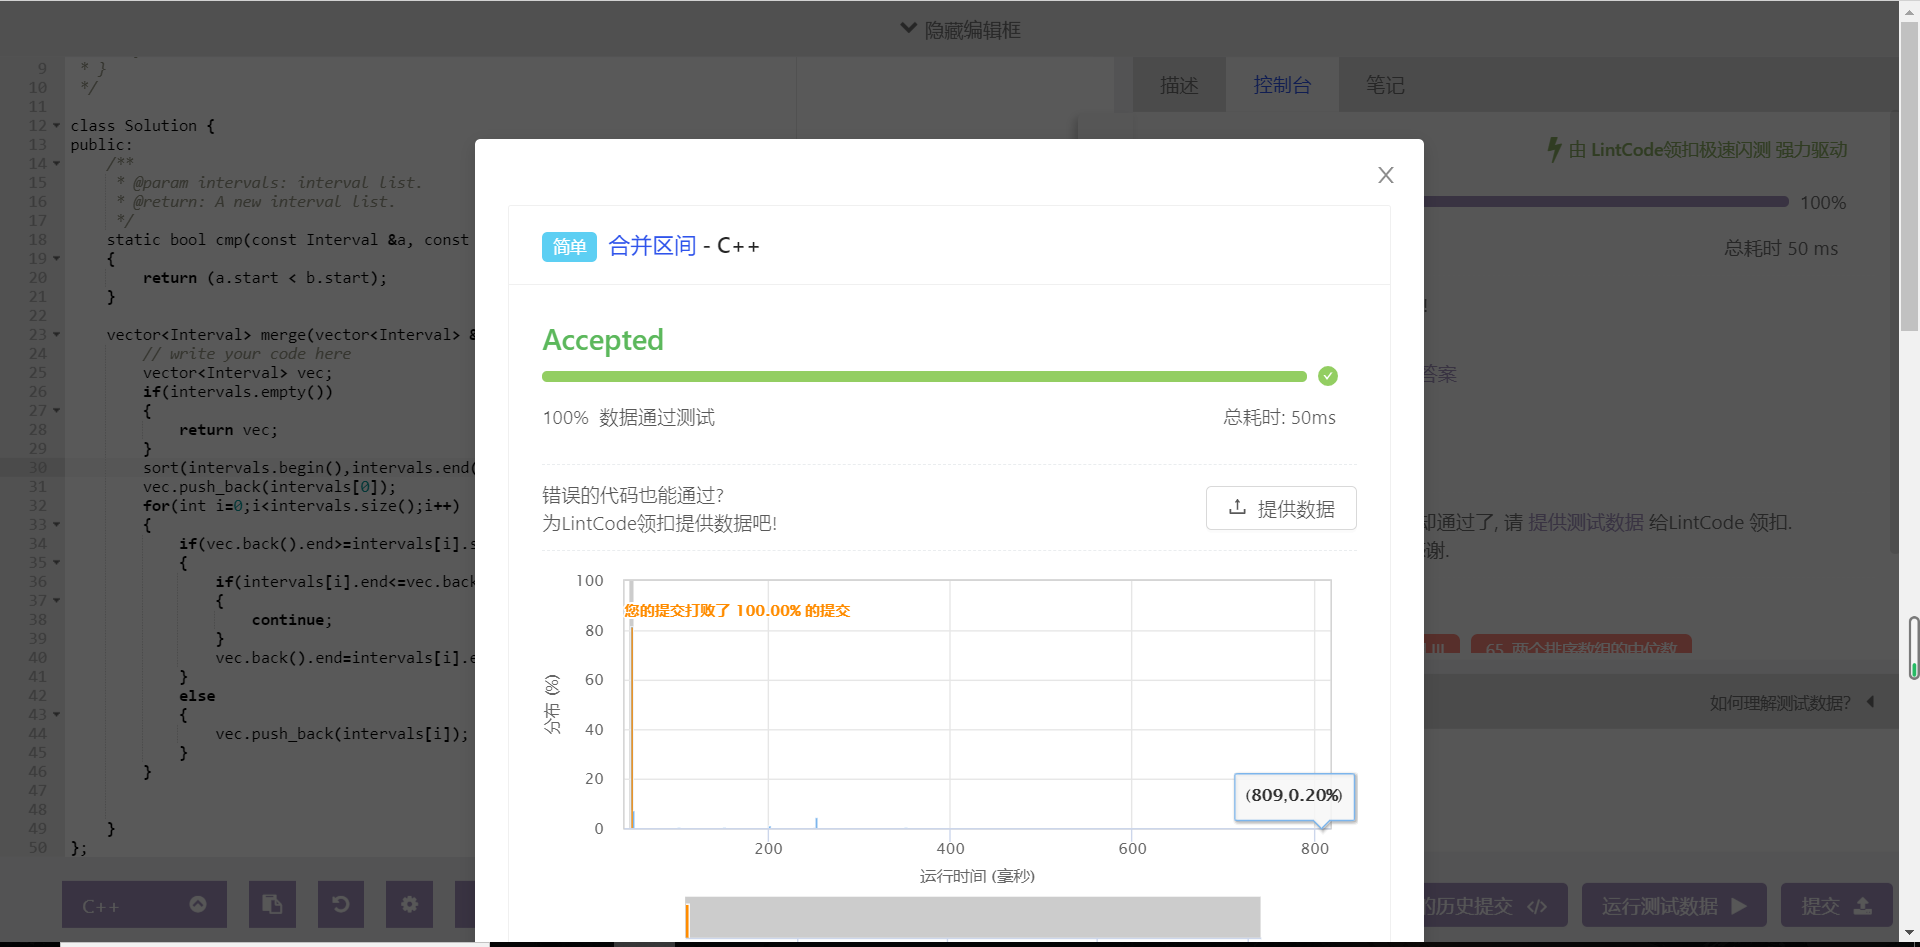 隐藏编辑框
9 * }
10 */
11
12 class Solution {
13 public:
14 /**
15 * @param intervals: interval list.
16 * @return: A new interval list.
17 */
18 static bool cmp(const Interval &a, const
19 {
20 return (a.start < b.start);
21 }
22
23 vector<Interval> merge(vector<Interval> &
24 // write your code here
25 vector<Interval> vec;
26 if(intervals.empty())
27 {
28 return vec;
29 }
30 sort(intervals.begin(),intervals.end(
31 vec.push_back(intervals[0]);
32 for(int i=0;i<intervals.size();i++)
33 {
34 if(vec.back().end>=intervals[i].s
35 {
36 if(intervals[i].end<=vec.back
37 {
38 continue;
39 }
40 vec.back().end=intervals[i].e
41 }
42 else
43 {
44 vec.push_back(intervals[i]);
45 }
46 }
47
48
49 }
50 };
C++
描述 控制台 笔记
由 LintCode领扣极速闪测 强力驱动
100%
总耗时 50 ms
!
答案
却通过了, 请 提供测试数据 给LintCode 领扣.
谢.
III 65. 两个排序数组的中位数
如何理解测试数据?
的历史提交 运行测试数据 提交
X
简单 合并区间 - C++
Accepted
100% 数据通过测试 总耗时: 50ms
错误的代码也能通过?
为LintCode领扣提供数据吧!
提供数据
您的提交打败了 100.00% 的提交
100
80
60
40
20
0
分布 (%)
(809,0.20%)
200 400 600 800
运行时间 (毫秒)